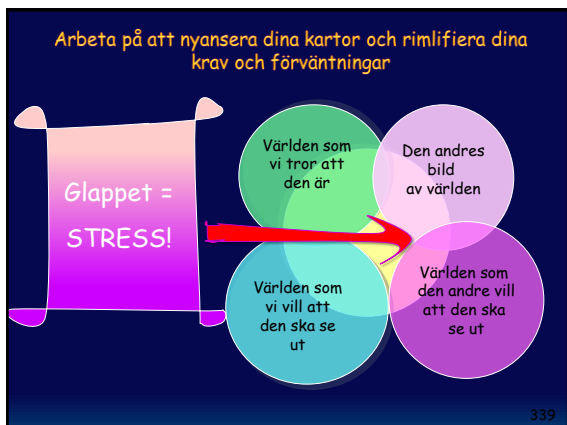 Arbeta på att nyansera dina kartor och rimlifiera dina
krav och förväntningar
Glappet =
STRESS!
Världen som
vi tror att
den är
Den andres
bild
av världen
Världen som
vi vill att
den ska se
ut
Världen som
den andre vill
att den ska
se ut
339